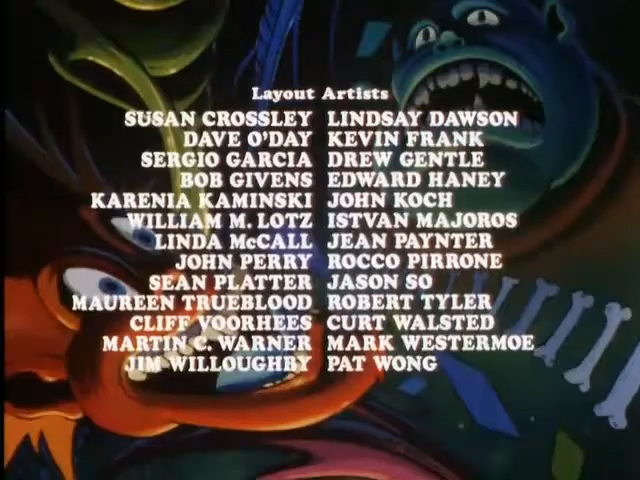 Layout Artists
SUSAN CROSSLEY LINDSAY DAWSON
DAVE O'DAY KEVIN FRANK
SERGIO GARCIA DREW GENTLE
BOB GIVENS EDWARD HANEY
KARENIA KAMINSKI JOHN KOCH
WILLIAM M. LOTZ ISTVAN MAJOROS
LINDA McCALL JEAN PAYNTER
JOHN PERRY ROCCO PIRRONE
SEAN PLATTER JASON SO
MAUREEN TRUEBLOOD ROBERT TYLER
CLIFF VOORHEES CURT WALSTED
MARTIN C. WARNER MARK WESTERMOE
JIM WILLOUGHBY PAT WONG